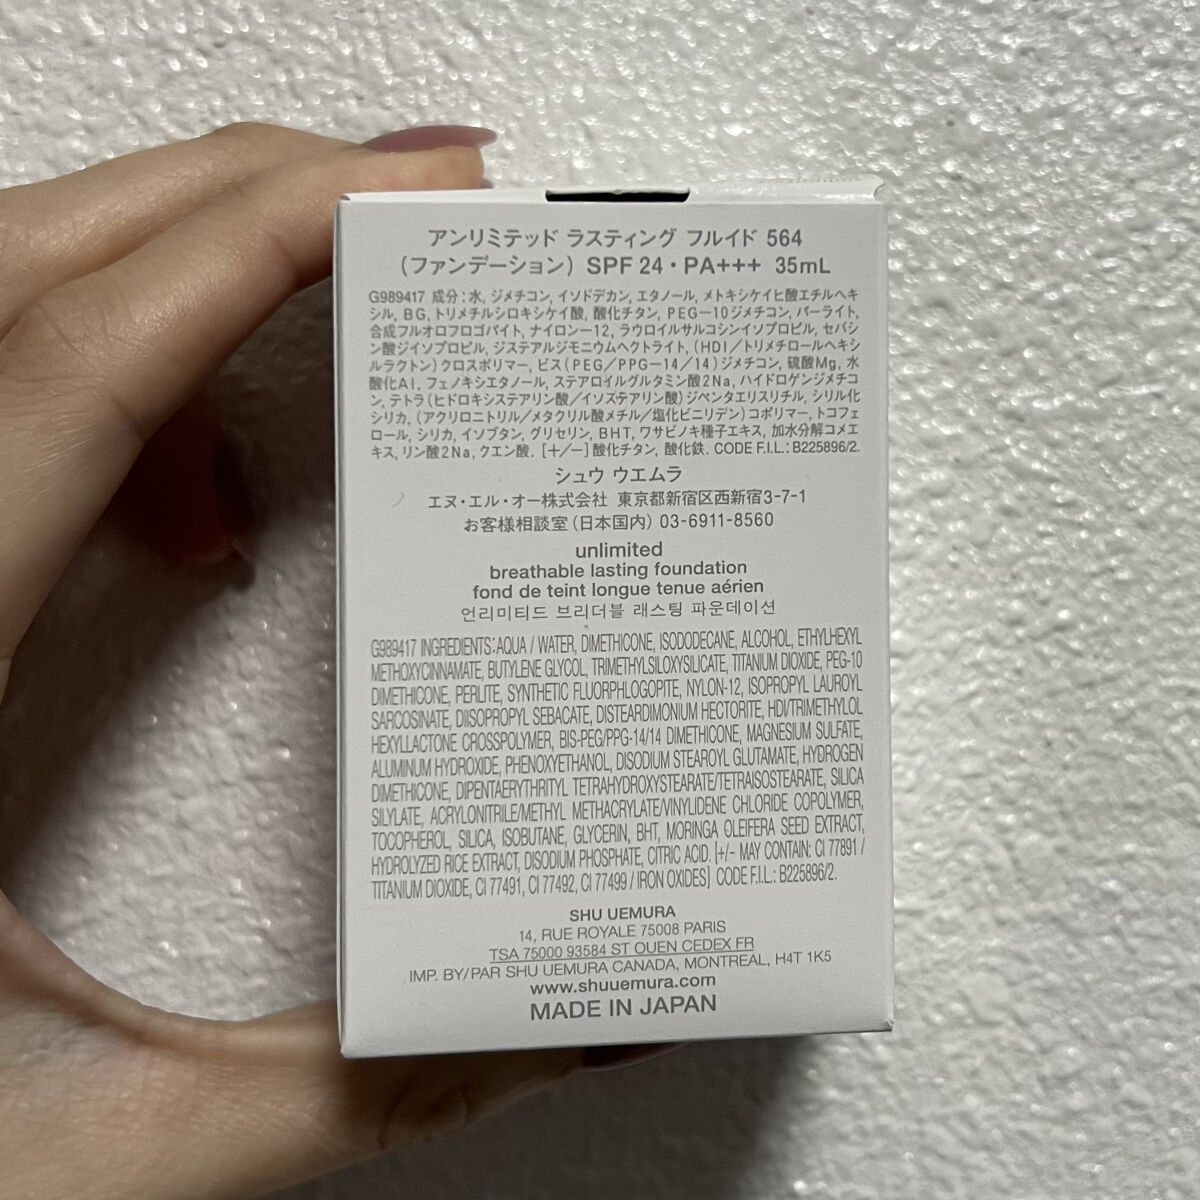 アンリミテッド ラスティング フルイド 564
（ファンデーション） SPF 24・PA+++ 35mL
G989417 成分：水, ジメチコン, イソドデカン, エタノール, メトキシケイヒ酸エチルヘキ
シル, BG, トリメチルシロキシケイ酸, 酸化チタン, PEG－10ジメチコン, パーライト,
合成フルオロフロゴパイト, ナイロン－12, ラウロイルサルコシンイソプロピル, セバシ
ン酸ジイソプロピル, ジステアルジモニウムヘクトライト, （HDI／トリメチロールヘキシ
ルラクトン）クロスポリマー, ビス（PEG／PPG－14／14）ジメチコン, 硫酸Mg, 水
酸化Al, フェノキシエタノール, ステアロイルグルタミン酸2Na, ハイドロゲンジメチコ
ン, テトラ（ヒドロキシステアリン酸／イソステアリン酸）ジペンタエリスリチル, シリル化
シリカ, （アクリロニトリル／メタクリル酸メチル／塩化ビニリデン）コポリマー, トコフェ
ロール, シリカ, イソブタン, グリセリン, BHT, ワサビノキ種子エキス, 加水分解コメエ
キス, リン酸2Na, クエン酸. [＋／－] 酸化チタン, 酸化鉄. CODE F.I.L.: B225896/2.
シュウ ウエムラ
エヌ・エル・オー株式会社 東京都新宿区西新宿3-7-1
お客様相談室（日本国内）03-6911-8560
unlimited
breathable lasting foundation
fond de teint longue tenue aérien
언리미티드 브리더블 래스팅 파운데이션
G989417 INGREDIENTS: AQUA / WATER, DIMETHICONE, ISODODECANE, ALCOHOL, ETHYLHEXYL
METHOXYCINNAMATE, BUTYLENE GLYCOL, TRIMETHYLSILOXYSILICATE, TITANIUM DIOXIDE, PEG-10
DIMETHICONE, PERLITE, SYNTHETIC FLUORPHLOGOPITE, NYLON-12, ISOPROPYL LAUROYL
SARCOSINATE, DIISOPROPYL SEBACATE, DISTEARDIMONIUM HECTORITE, HDI/TRIMETHYLOL
HEXYLLACTONE CROSSPOLYMER, BIS-PEG/PPG-14/14 DIMETHICONE, MAGNESIUM SULFATE,
ALUMINUM HYDROXIDE, PHENOXYETHANOL, DISODIUM STEAROYL GLUTAMATE, HYDROGEN
DIMETHICONE, DIPENTAERYTHRITYL TETRAHYDROXYSTEARATE/TETRAISOSTEARATE, SILICA
SILYLATE, ACRYLONITRILE/METHYL METHACRYLATE/VINYLIDENE CHLORIDE COPOLYMER,
TOCOPHEROL, SILICA, ISOBUTANE, GLYCERIN, BHT, MORINGA OLEIFERA SEED EXTRACT,
HYDROLYZED RICE EXTRACT, DISODIUM PHOSPHATE, CITRIC ACID. [+/- MAY CONTAIN: CI 77891 /
TITANIUM DIOXIDE, CI 77491, CI 77492, CI 77499 / IRON OXIDES] CODE F.I.L.: B225896/2.
SHU UEMURA
14, RUE ROYALE 75008 PARIS
TSA 75000 93584 ST OUEN CEDEX FR
IMP. BY/PAR SHU UEMURA CANADA, MONTREAL, H4T 1K5
www.shuuemura.com
MADE IN JAPAN